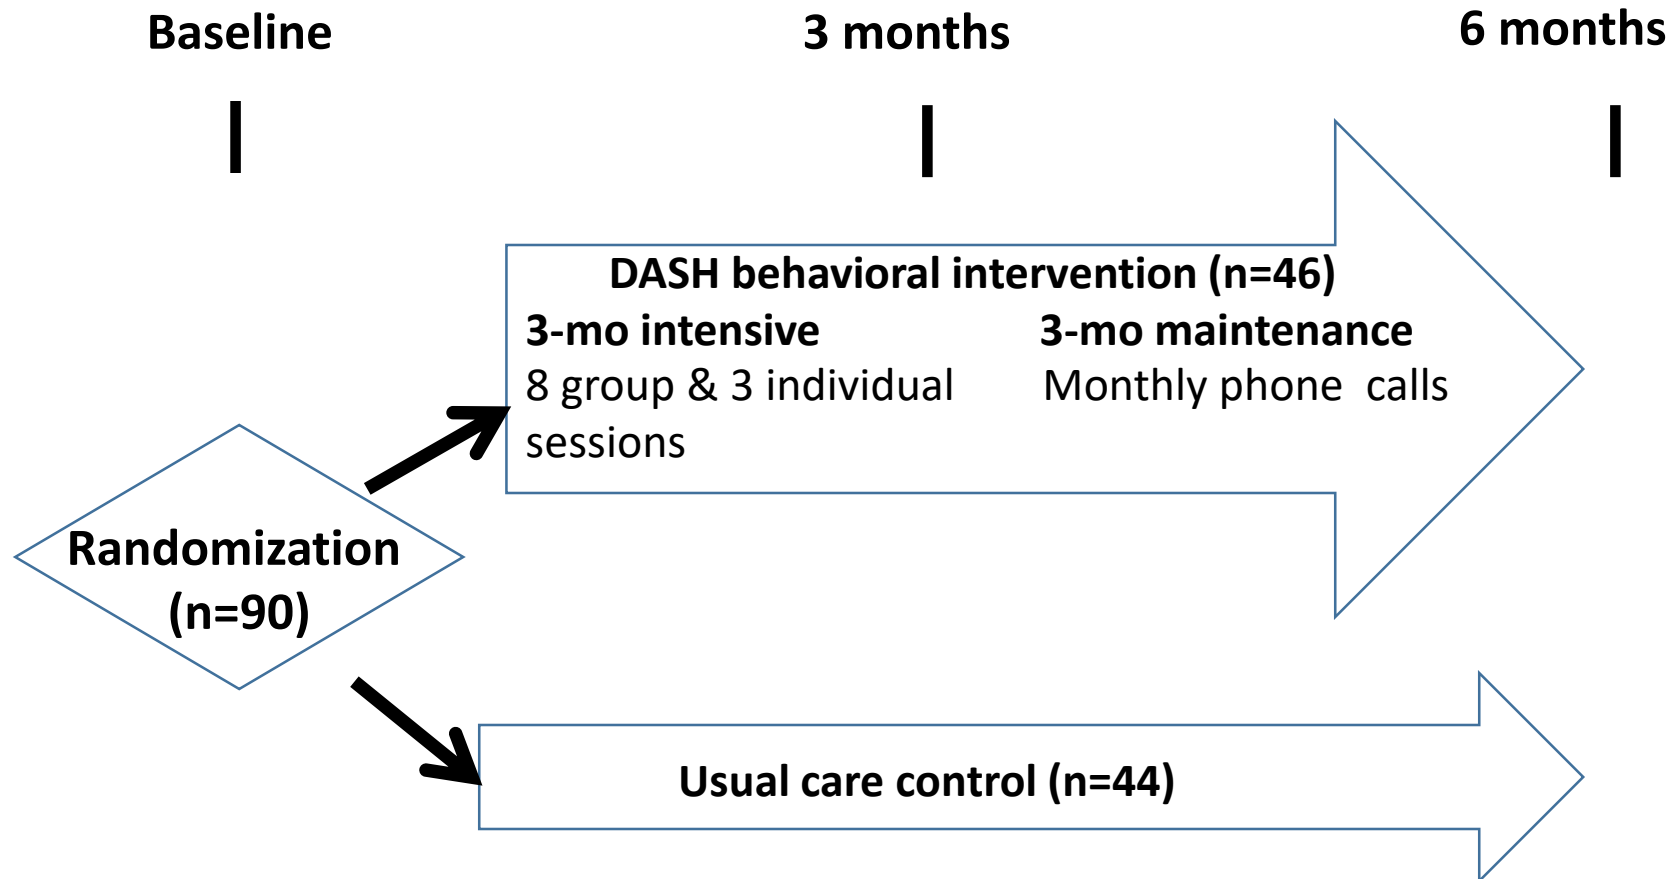 Baseline
3 months
6 months
DASH behavioral intervention (n=46)
3-mo intensive
3-mo maintenance
8 group & 3 individual
Monthly phone calls
sessions
Randomization
(n=90)
Usual care control (n=44)